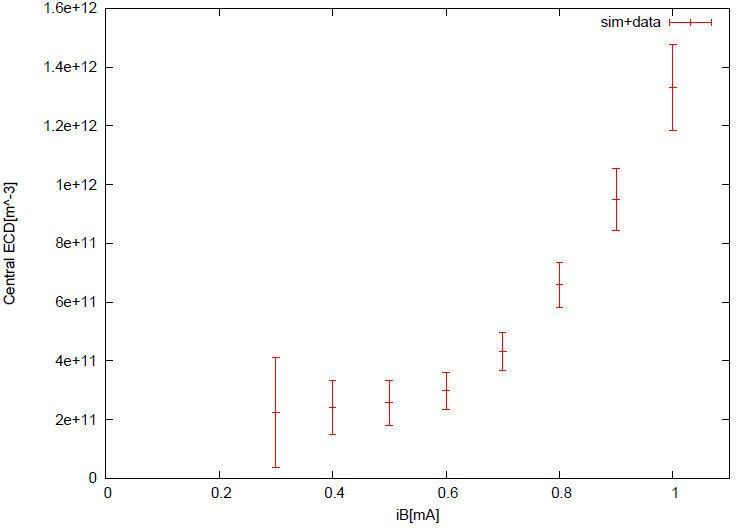 1.6e+12
sim+data
1.4e+12
1.2e+12
1e+12
8e+11
6e+11
4e+11
2e+11
0
Central ECD[m^-3]
0 0.2 0.4 0.6 0.8 1
iB[mA]